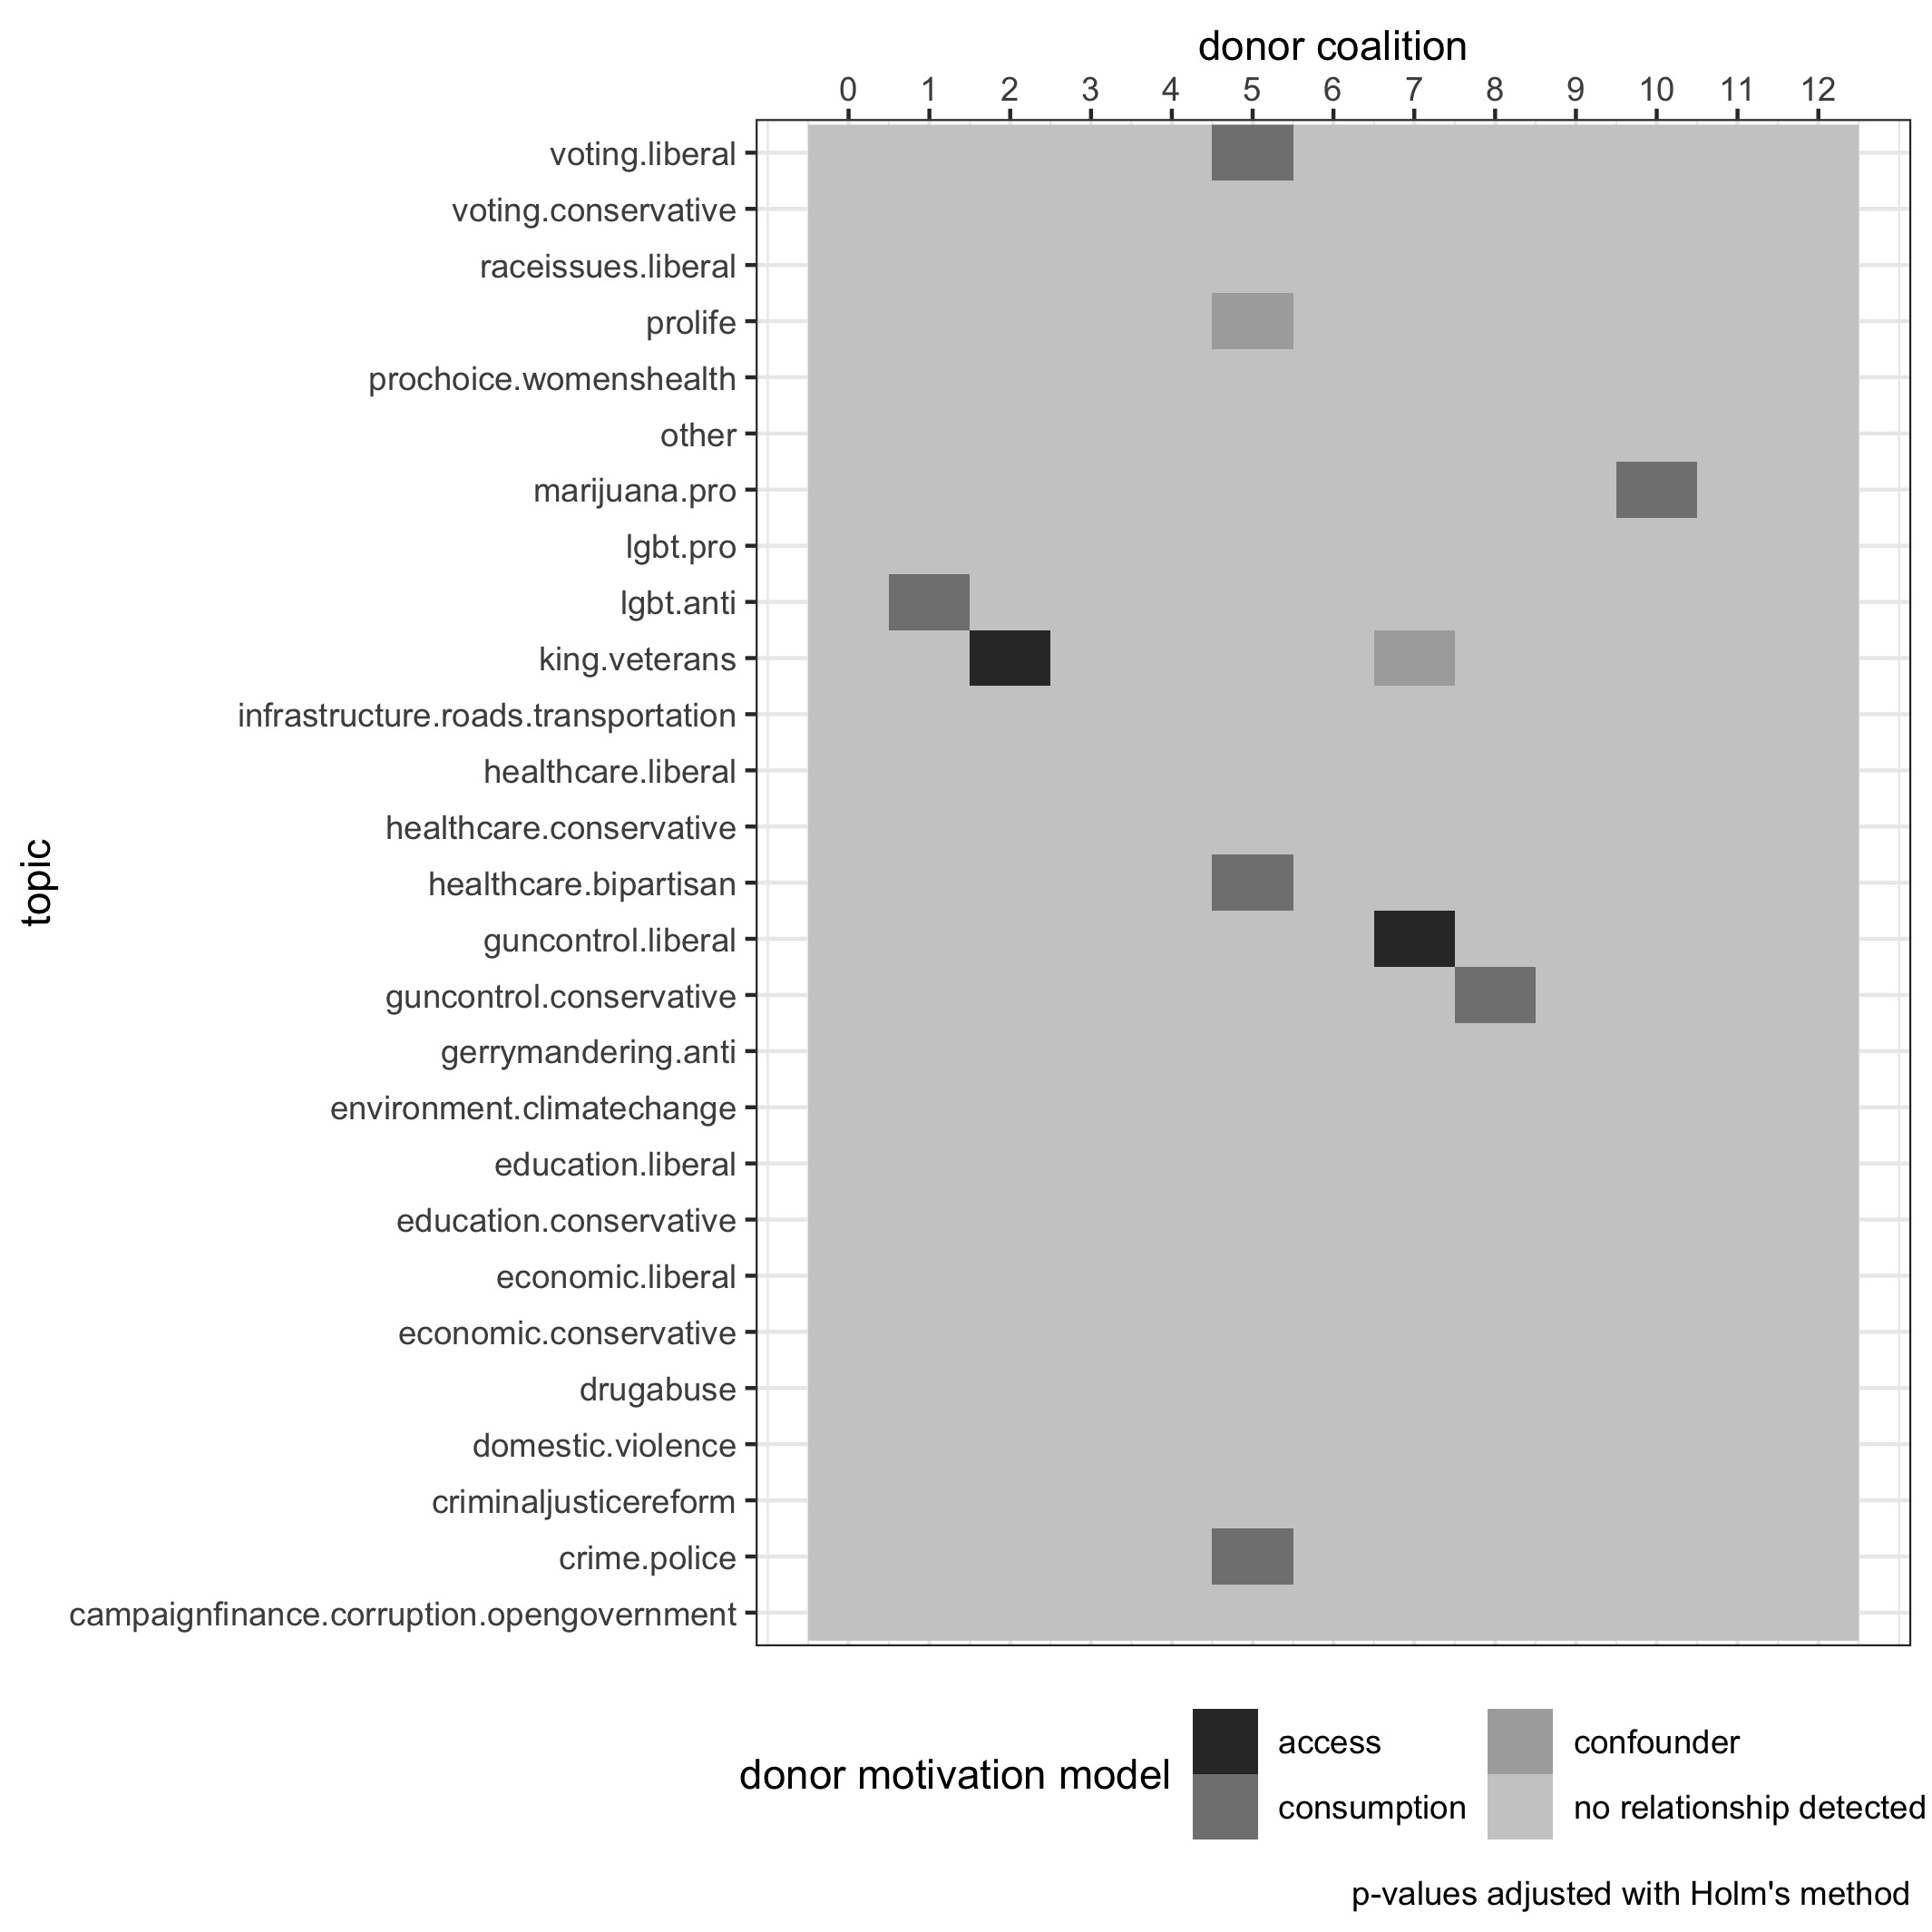 donor coalition
0 1 2 3 4 5 6 7 8 9 10 11 12
topic
voting.liberal
voting.conservative
raceissues.liberal
prolife
prochoice.womenshealth
other
marijuana.pro
lgbt.pro
lgbt.anti
king.veterans
infrastructure.roads.transportation
healthcare.liberal
healthcare.conservative
healthcare.bipartisan
guncontrol.liberal
guncontrol.conservative
gerrymandering.anti
environment.climatechange
education.liberal
education.conservative
economic.liberal
economic.conservative
drugabuse
domestic.violence
criminaljusticereform
crime.police
campaignfinance.corruption.opengovernment
donor motivation model
access
consumption
confounder
no relationship detected
p-values adjusted with Holm's method